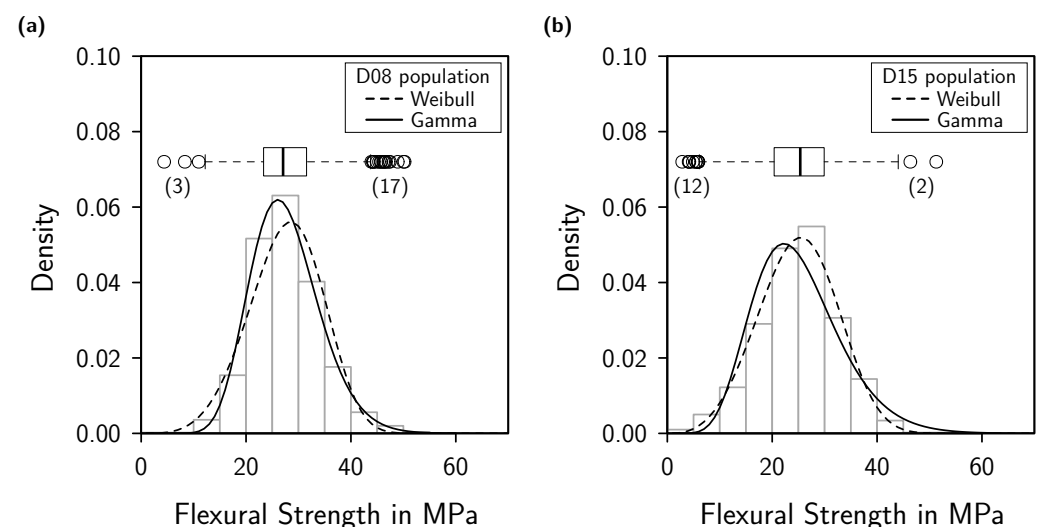 (a)
0.10
0.08
0.06
0.04
0.02
0.00
Density
D08 population
Weibull
Gamma
(3)
(17)
0
20
40
60
Flexural Strength in MPa
(b)
0.10
0.08
0.06
0.04
0.02
0.00
Density
D15 population
Weibull
Gamma
(12)
(2)
0
20
40
60
Flexural Strength in MPa